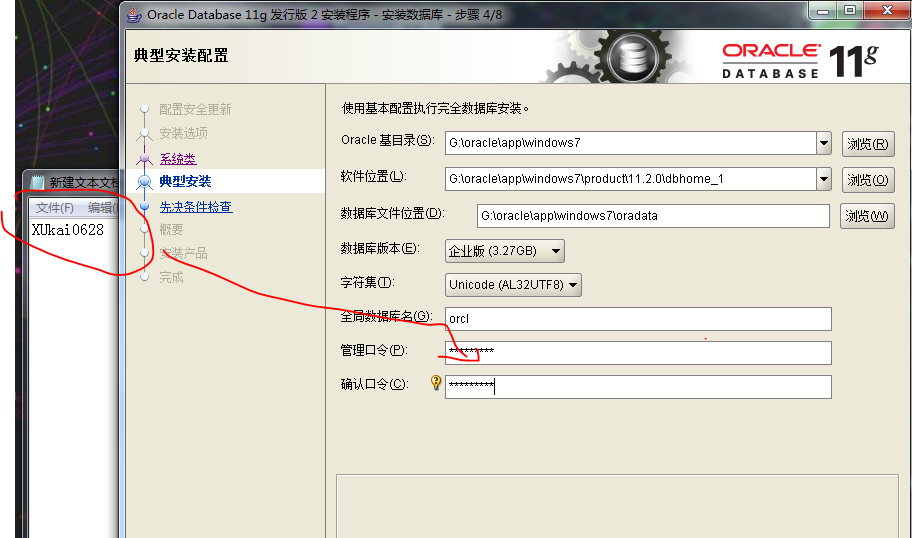 Oracle Database 11g 发行版 2 安装程序 - 安装数据库 - 步骤 4/8
典型安装配置
ORACLE 11g
DATABASE
配置安全更新
安装选项
系统类
典型安装
先决条件检查
概要
安装产品
完成
新建文本文档
文件(F) 编辑(
XUkai0628
使用基本配置执行完全数据库安装。
Oracle 基目录(S): G:\oracle\app\windows7 浏览(R)
软件位置(L): G:\oracle\app\windows7\product\11.2.0\dbhome_1 浏览(O)
数据库文件位置(D): G:\oracle\app\windows7\oradata 浏览(W)
数据库版本(E): 企业版 (3.27GB)
字符集(T): Unicode (AL32UTF8)
全局数据库名(G): orcl
管理口令(P): *********
确认口令(C): *********